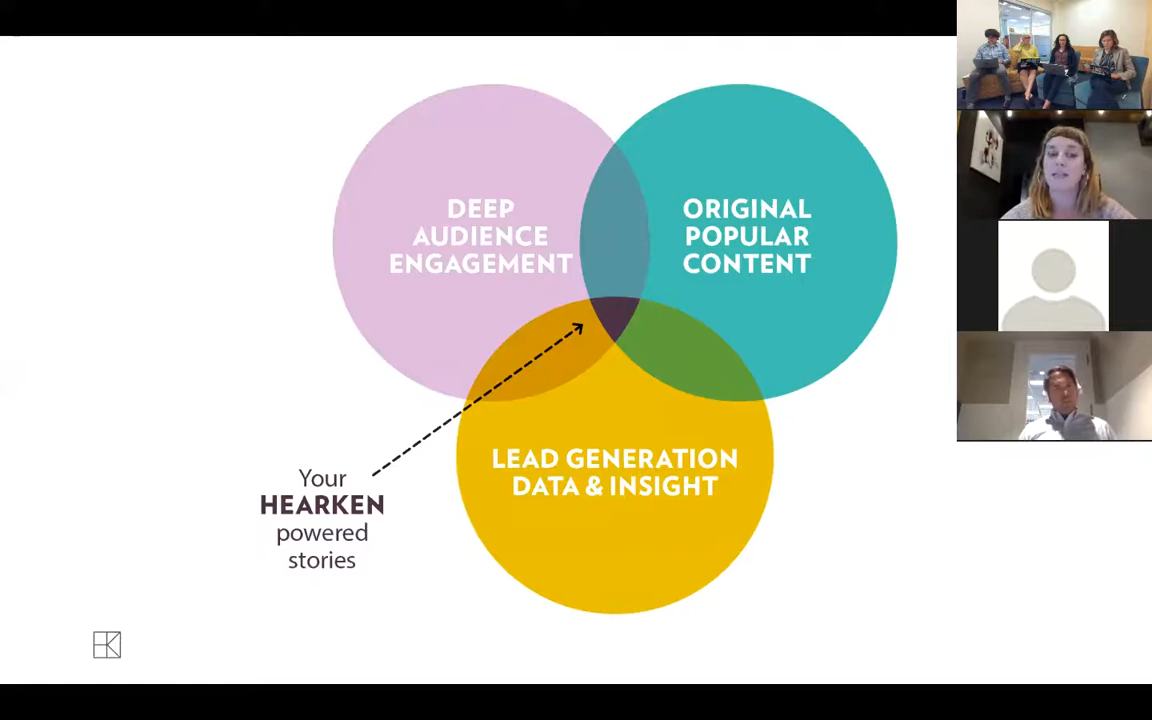 DEEP
AUDIENCE
ENGAGEMENT
ORIGINAL
POPULAR
CONTENT
LEAD GENERATION
DATA & INSIGHT
Your
HEARKEN
powered
stories